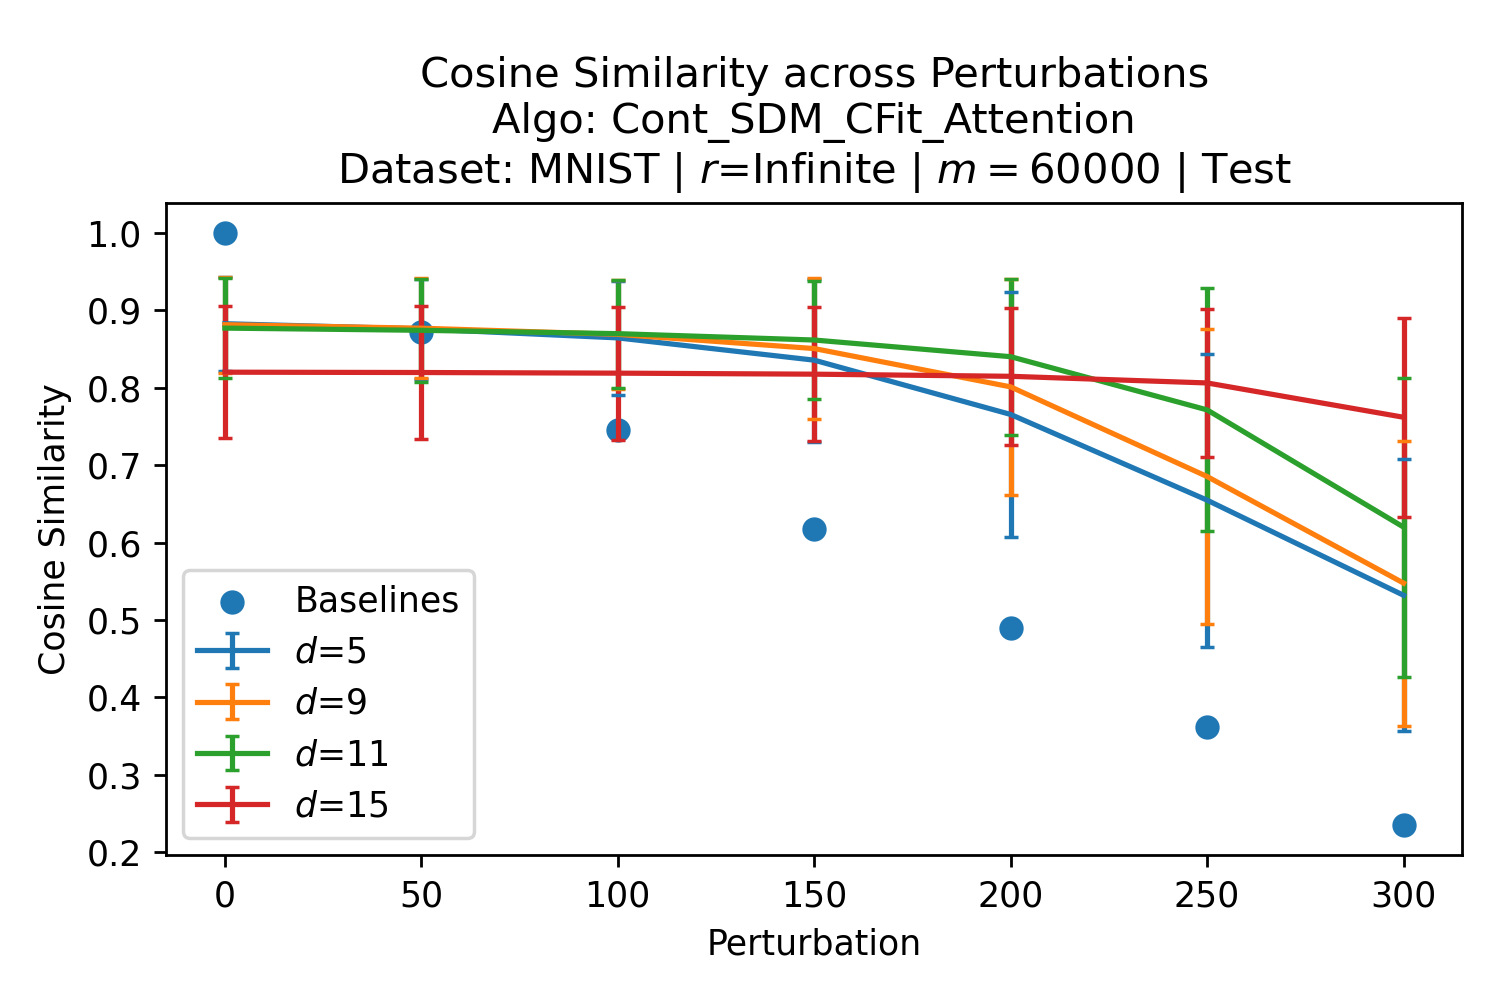 Cosine Similarity across Perturbations
Algo: Cont_SDM_CFit_Attention
Dataset: MNIST | r=Infinite | m = 60000 | Test
Cosine Similarity
1.0
0.9
0.8
0.7
0.6
0.5
0.4
0.3
0.2
Baselines
d=5
d=9
d=11
d=15
0 50 100 150 200 250 300
Perturbation